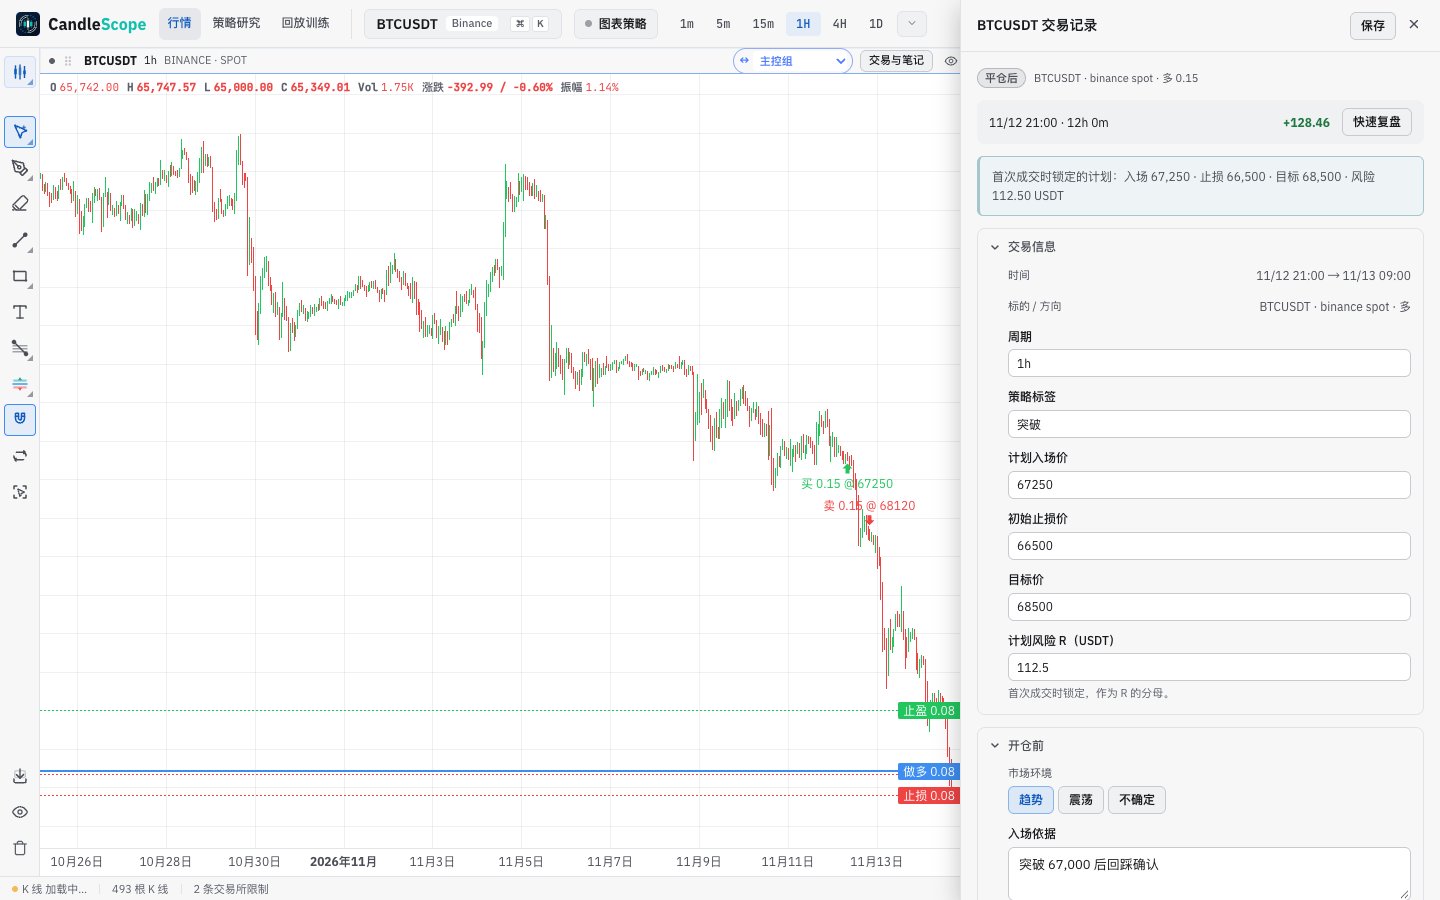 CandleScope
行情
策略研究
回放训练
BTCUSDT Binance ⌘ K
图表策略
1m 5m 15m 1H 4H 1D
BTCUSDT 1h BINANCE · SPOT
主控组
交易与笔记
O 65,742.00 H 65,747.57 L 65,000.00 C 65,349.01 Vol 1.75K 涨跌 -392.99 / -0.60% 振幅 1.14%
买 0.15 @ 67250
卖 0.15 @ 68120
止盈 0.08
做多 0.08
止损 0.08
10月26日 10月28日 10月30日 2026年11月 11月3日 11月5日 11月7日 11月9日 11月11日 11月13日
K 线 加载中... 493 根 K 线 2 条交易所限制
BTCUSDT 交易记录
保存
平仓后 BTCUSDT · binance spot · 多 0.15
11/12 21:00 · 12h 0m +128.46 快速复盘
首次成交时锁定的计划：入场 67,250 · 止损 66,500 · 目标 68,500 · 风险
112.50 USDT
交易信息
时间 11/12 21:00 → 11/13 09:00
标的 / 方向 BTCUSDT · binance spot · 多
周期
1h
策略标签
突破
计划入场价
67250
初始止损价
66500
目标价
68500
计划风险 R（USDT）
112.5
首次成交时锁定，作为 R 的分母。
开仓前
市场环境
趋势 震荡 不确定
入场依据
突破 67,000 后回踩确认